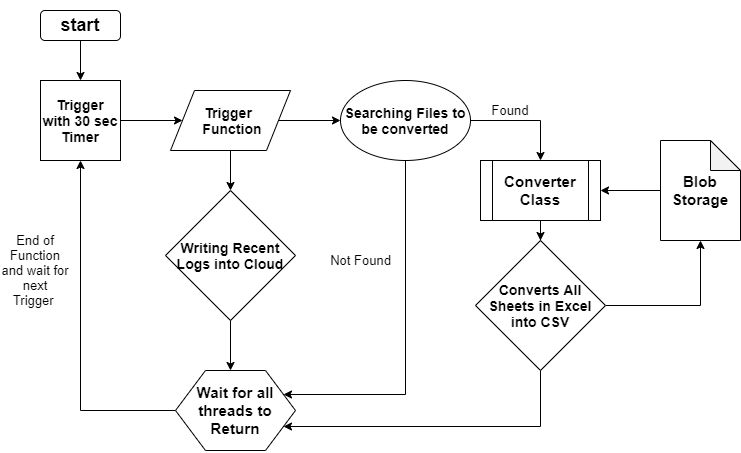 start
Trigger
with 30 sec
Timer
Trigger
Function
Searching Files to
be converted
Found
Converter
Class
Blob
Storage
Writing Recent
Logs into Cloud
Not Found
Converts All
Sheets in Excel
into CSV
End of
Function
and wait for
next
Trigger
Wait for all
threads to
Return